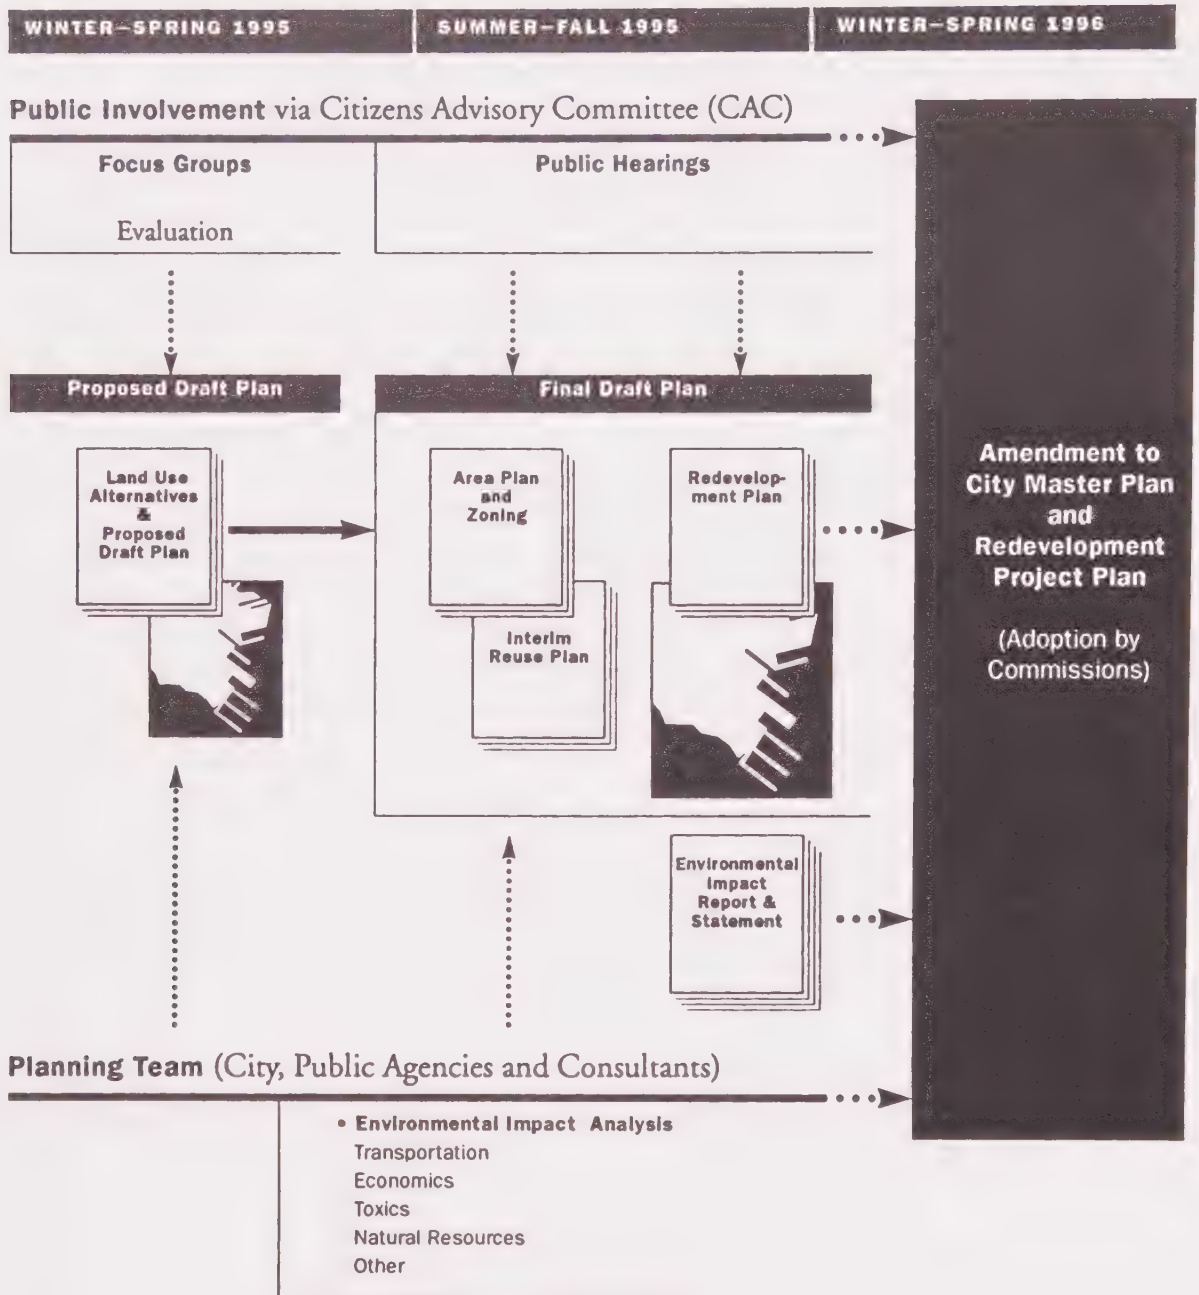 WINTER–SPRING 1995
SUMMER–FALL 1995
WINTER–SPRING 1996
Public Involvement via Citizens Advisory Committee (CAC)
Focus Groups
Evaluation
Public Hearings
Proposed Draft Plan
Final Draft Plan
Land Use
Alternatives
&
Proposed
Draft Plan
Area Plan
and
Zoning
Interim
Reuse Plan
Redevelop-
ment Plan
Environmental
Impact
Report &
Statement
Amendment to
City Master Plan
and
Redevelopment
Project Plan
(Adoption by
Commissions)
Planning Team (City, Public Agencies and Consultants)
• Environmental Impact Analysis
Transportation
Economics
Toxics
Natural Resources
Other